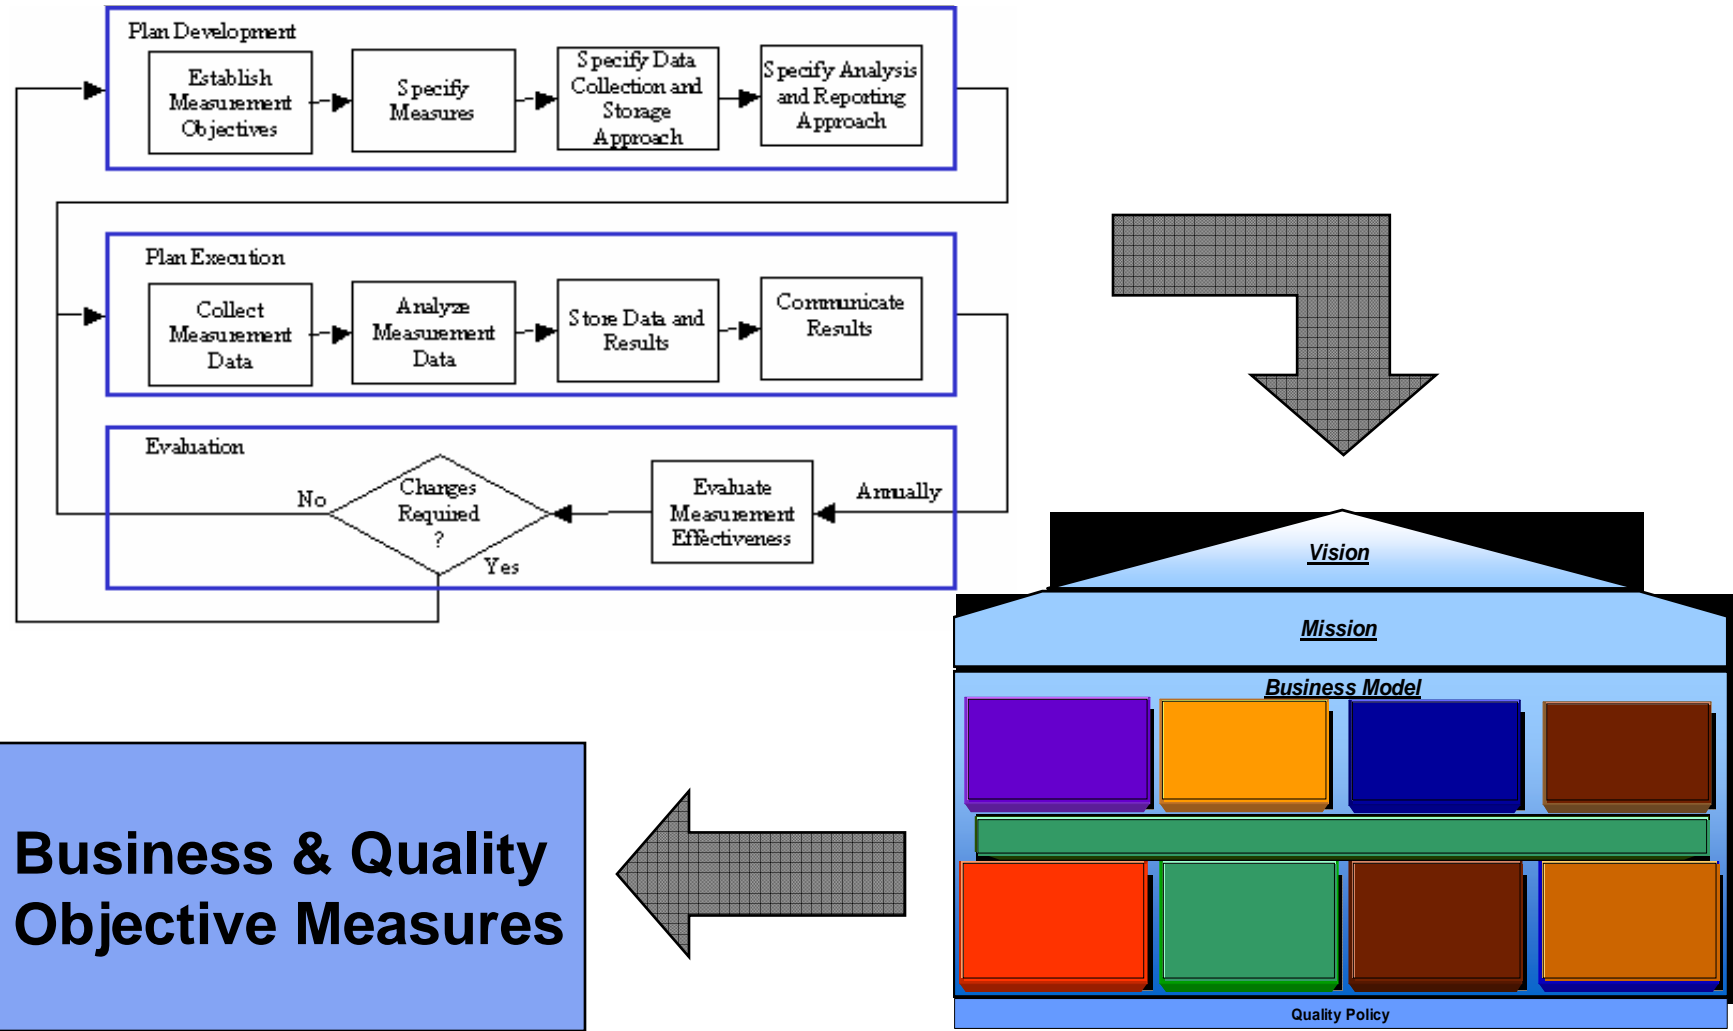 Plan Development
Establish
Measurement
Objectives
Specify
Measures
Specify Data
Collection and
Storage
Approach
Specify Analysis
and Reporting
Approach
Plan Execution
Collect
Measurement
Data
Analyze
Measurement
Data
Store Data and
Results
Communicate
Results
Evaluation
No
Changes
Required
?
Yes
Evaluate
Measurement
Effectiveness
Annually
Vision
Mission
Business Model
Quality Policy
Business & Quality
Objective Measures